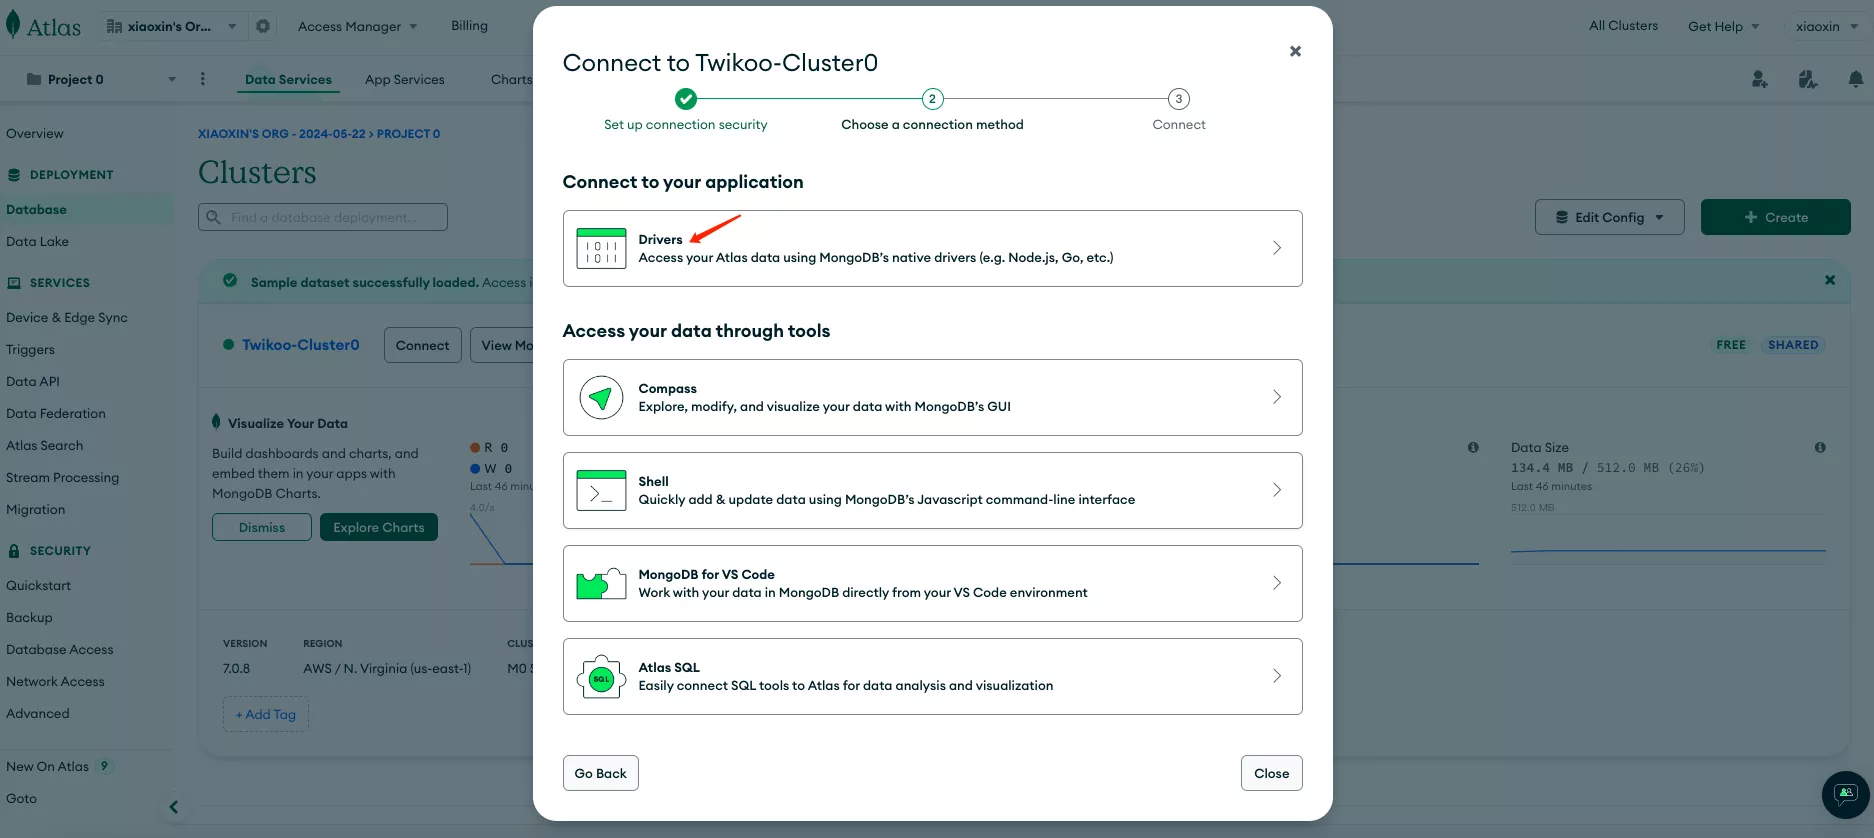 Atlas
xiaoxin's Or...
Access Manager
Billing
All Clusters
Get Help
xiaoxin
Project 0
Data Services
App Services
Charts
Overview
DEPLOYMENT
Database
Data Lake
SERVICES
Device & Edge Sync
Triggers
Data API
Data Federation
Atlas Search
Stream Processing
Migration
SECURITY
Quickstart
Backup
Database Access
Network Access
Advanced
New On Atlas 9
Goto
XIAOXIN'S ORG - 2024-05-22 > PROJECT 0
Clusters
Find a database deployment...
Edit Config
+ Create
Sample dataset successfully loaded. Access i
Twikoo-Cluster0
Connect
View Mo
FREE
SHARED
Visualize Your Data
Build dashboards and charts, and
embed them in your apps with
MongoDB Charts.
Dismiss
Explore Charts
R 0
W 0
Last 46 minu
4.0/s
Data Size
134.4 MB / 512.0 MB (26%)
Last 46 minutes
512.0 MB
VERSION
7.0.8
REGION
AWS / N. Virginia (us-east-1)
CLUS
M0 S
+ Add Tag
Connect to Twikoo-Cluster0
2
3
Set up connection security
Choose a connection method
Connect
Connect to your application
Drivers
Access your Atlas data using MongoDB's native drivers (e.g. Node.js, Go, etc.)
Access your data through tools
Compass
Explore, modify, and visualize your data with MongoDB's GUI
Shell
Quickly add & update data using MongoDB's Javascript command-line interface
MongoDB for VS Code
Work with your data in MongoDB directly from your VS Code environment
SQL
Atlas SQL
Easily connect SQL tools to Atlas for data analysis and visualization
Go Back
Close